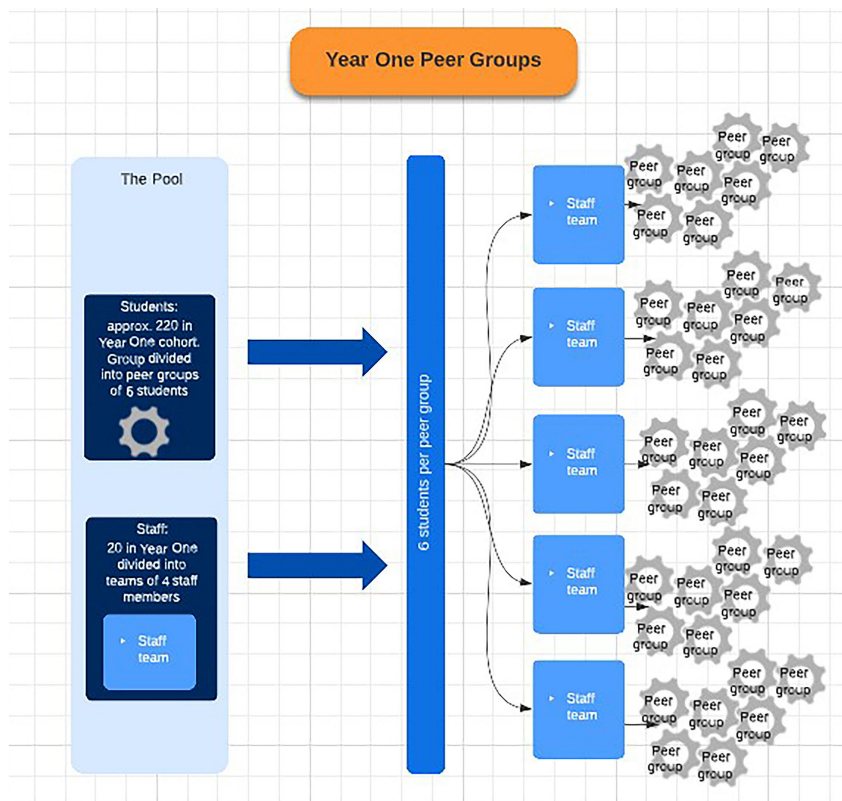 Year One Peer Groups
The Pool
Students:
approx. 220 in
Year One cohort.
Group divided
into peer groups
of 6 students
Staff:
20 in Year One
divided into
teams of 4 staff
members
Staff
team
6 students per peer group
Staff
team
Peer
group
Peer
group
Peer
group
Peer
group
Peer
group
Peer
group
Peer
group
Staff
team
Peer
group
Peer
group
Peer
group
Peer
group
Peer
group
Peer
group
Peer
group
Staff
team
Peer
group
Peer
group
Peer
group
Peer
group
Peer
group
Peer
group
Peer
group
Staff
team
Peer
group
Peer
group
Peer
group
Peer
group
Peer
group
Peer
group
Peer
group
Staff
team
Peer
group
Peer
group
Peer
group
Peer
group
Peer
group
Peer
group
Peer
group